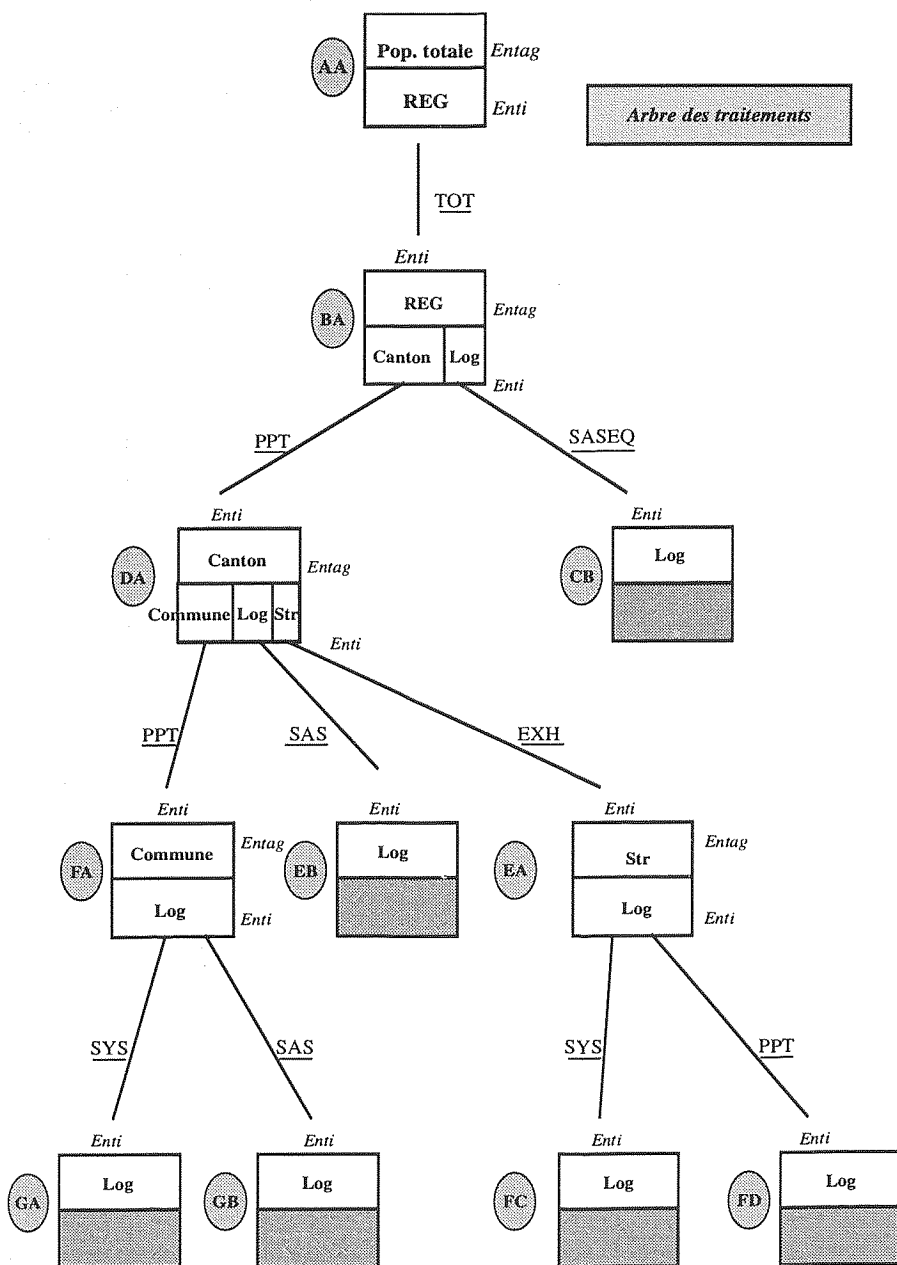 Pop. totale
Entag
AA
REG
Enti
Arbre des traitements
TOT
Enti
REG
Entag
BA
Canton
Log
Enti
PPT
SASEQ
Enti
Enti
Canton
Entag
Log
DA
CB
Commune
Log
Str
Enti
PPT
SAS
EXH
Enti
Enti
Enti
Commune
Entag
Log
Str
Entag
FA
EB
EA
Log
Enti
Log
Enti
SYS
SAS
SYS
PPT
Enti
Enti
Enti
Enti
Log
Log
Log
Log
GA
GB
FC
FD